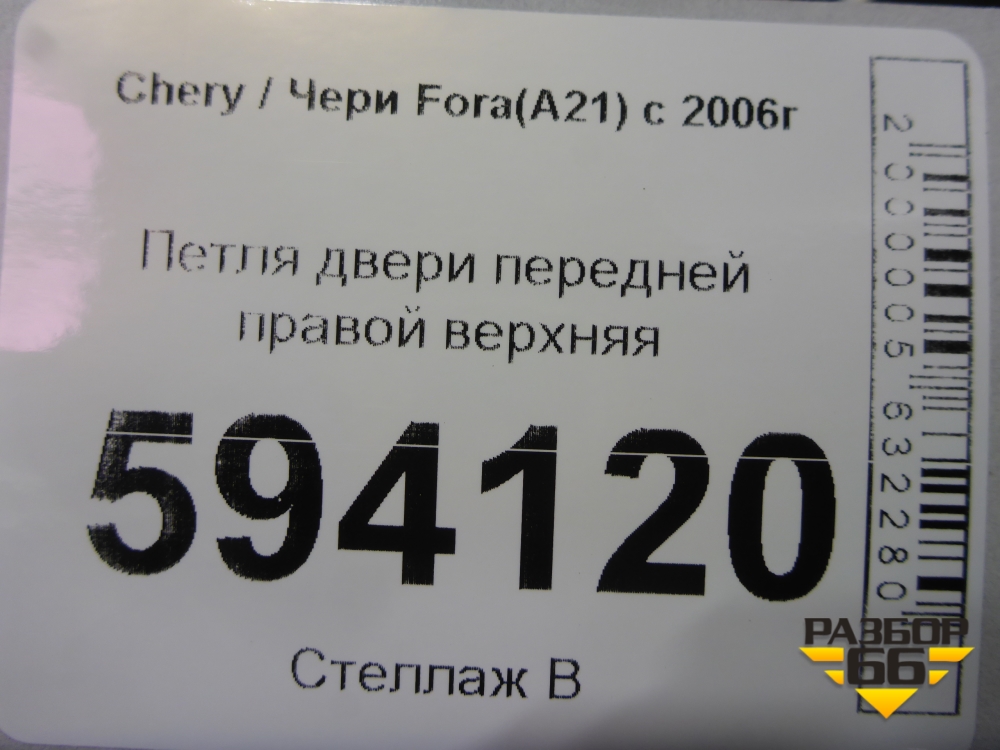 Chery / Чери Fora(A21) с 2006г
Петля двери передней
правой верхняя
594120
Стеллаж В
2000005632280
РАЗБОР
66